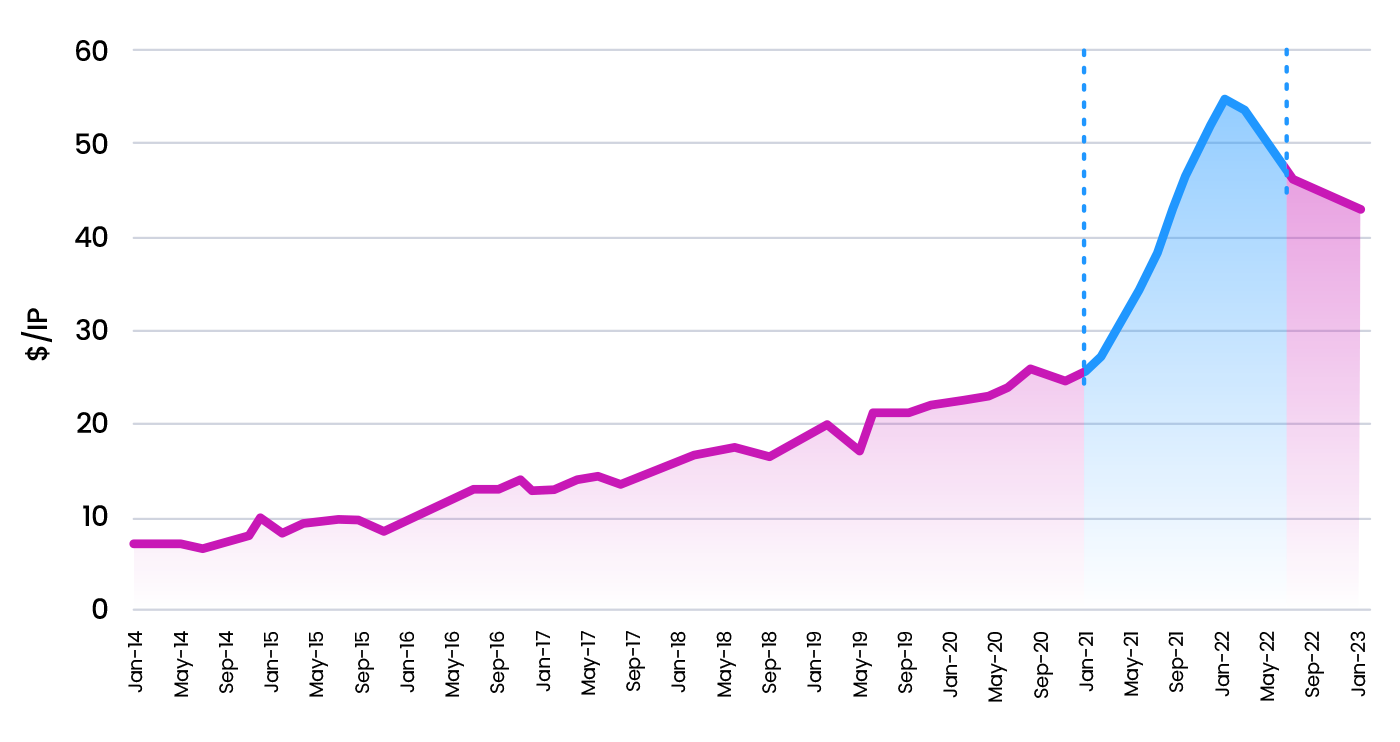 60
50
40
30
20
10
0
$/IP
Jan-14
May-14
Sep-14
Jan-15
May-15
Sep-15
Jan-16
May-16
Sep-16
Jan-17
May-17
Sep-17
Jan-18
May-18
Sep-18
Jan-19
May-19
Sep-19
Jan-20
May-20
Sep-20
Jan-21
May-21
Sep-21
Jan-22
May-22
Sep-22
Jan-23